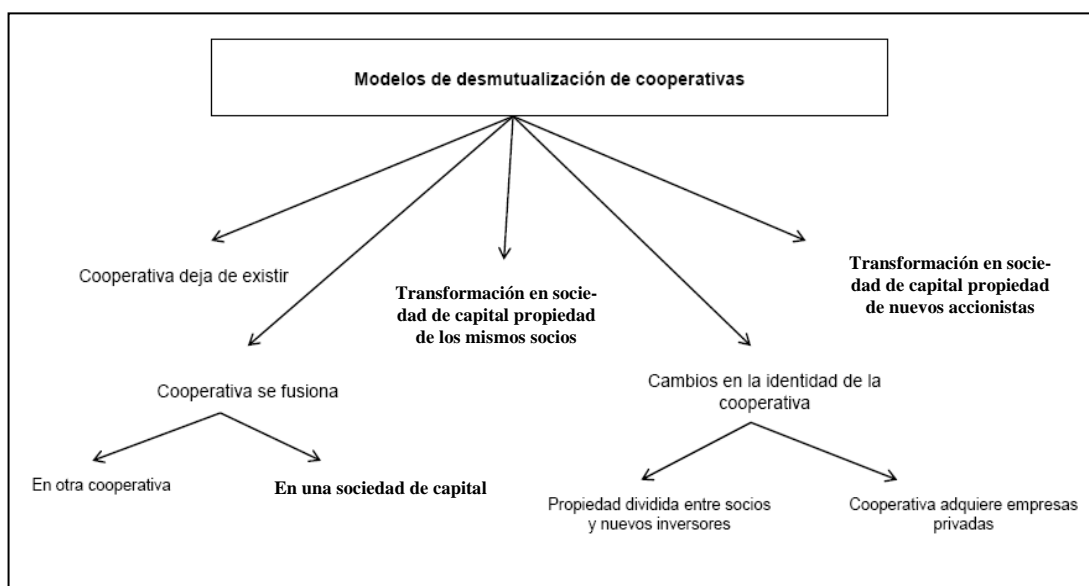 Modelos de desmutualización de cooperativas
Cooperativa deja de existir
Transformación en socie-
dad de capital propiedad
de los mismos socios
Transformación en socie-
dad de capital propiedad
de nuevos accionistas
Cooperativa se fusiona
Cambios en la identidad de la
cooperativa
En otra cooperativa
En una sociedad de capital
Propiedad dividida entre socios
y nuevos inversores
Cooperativa adquiere empresas
privadas